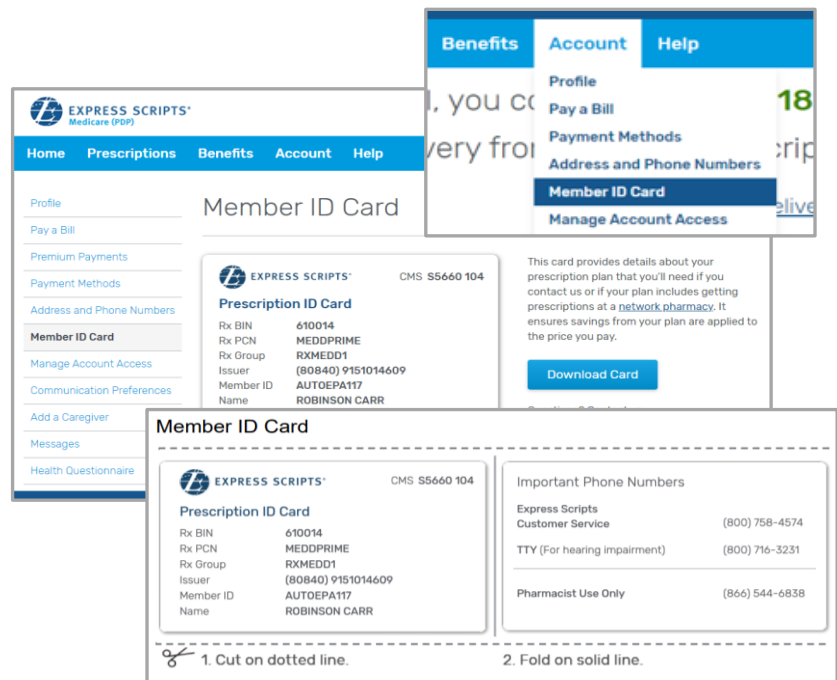 Benefits Account Help
Profile
Pay a Bill
Payment Methods
Address and Phone Numbers
Member ID Card
Manage Account Access
, you
18
very
EXPRESS SCRIPTS
Medicare (PDP)
Home Prescriptions Benefits Account Help
Profile
Pay a Bill
Premium Payments
Payment Methods
Address and Phone Numbers
Member ID Card
Manage Account Access
Communication Preferences
Add a Caregiver
Messages
Health Questionnaire
Member ID Card
EXPRESS SCRIPTS® CMS S5660 104
Prescription ID Card
Rx BIN 610014
Rx PCN MEDDPRIME
Rx Group RXMEDD1
Issuer (80840) 9151014609
Member ID AUTOEPA117
Name ROBINSON CARR
This card provides details about your
prescription plan that you'll need if you
contact us or if your plan includes getting
prescriptions at a network pharmacy. It
ensures savings from your plan are applied to
the price you pay.
Download Card
Member ID Card
EXPRESS SCRIPTS® CMS S5660 104
Prescription ID Card
Rx BIN 610014
Rx PCN MEDDPRIME
Rx Group RXMEDD1
Issuer (80840) 9151014609
Member ID AUTOEPA117
Name ROBINSON CARR
Important Phone Numbers
Express Scripts
Customer Service (800) 758-4574
TTY (For hearing impairment) (800) 716-3231
Pharmacist Use Only (866) 544-6838
1. Cut on dotted line. 2. Fold on solid line.